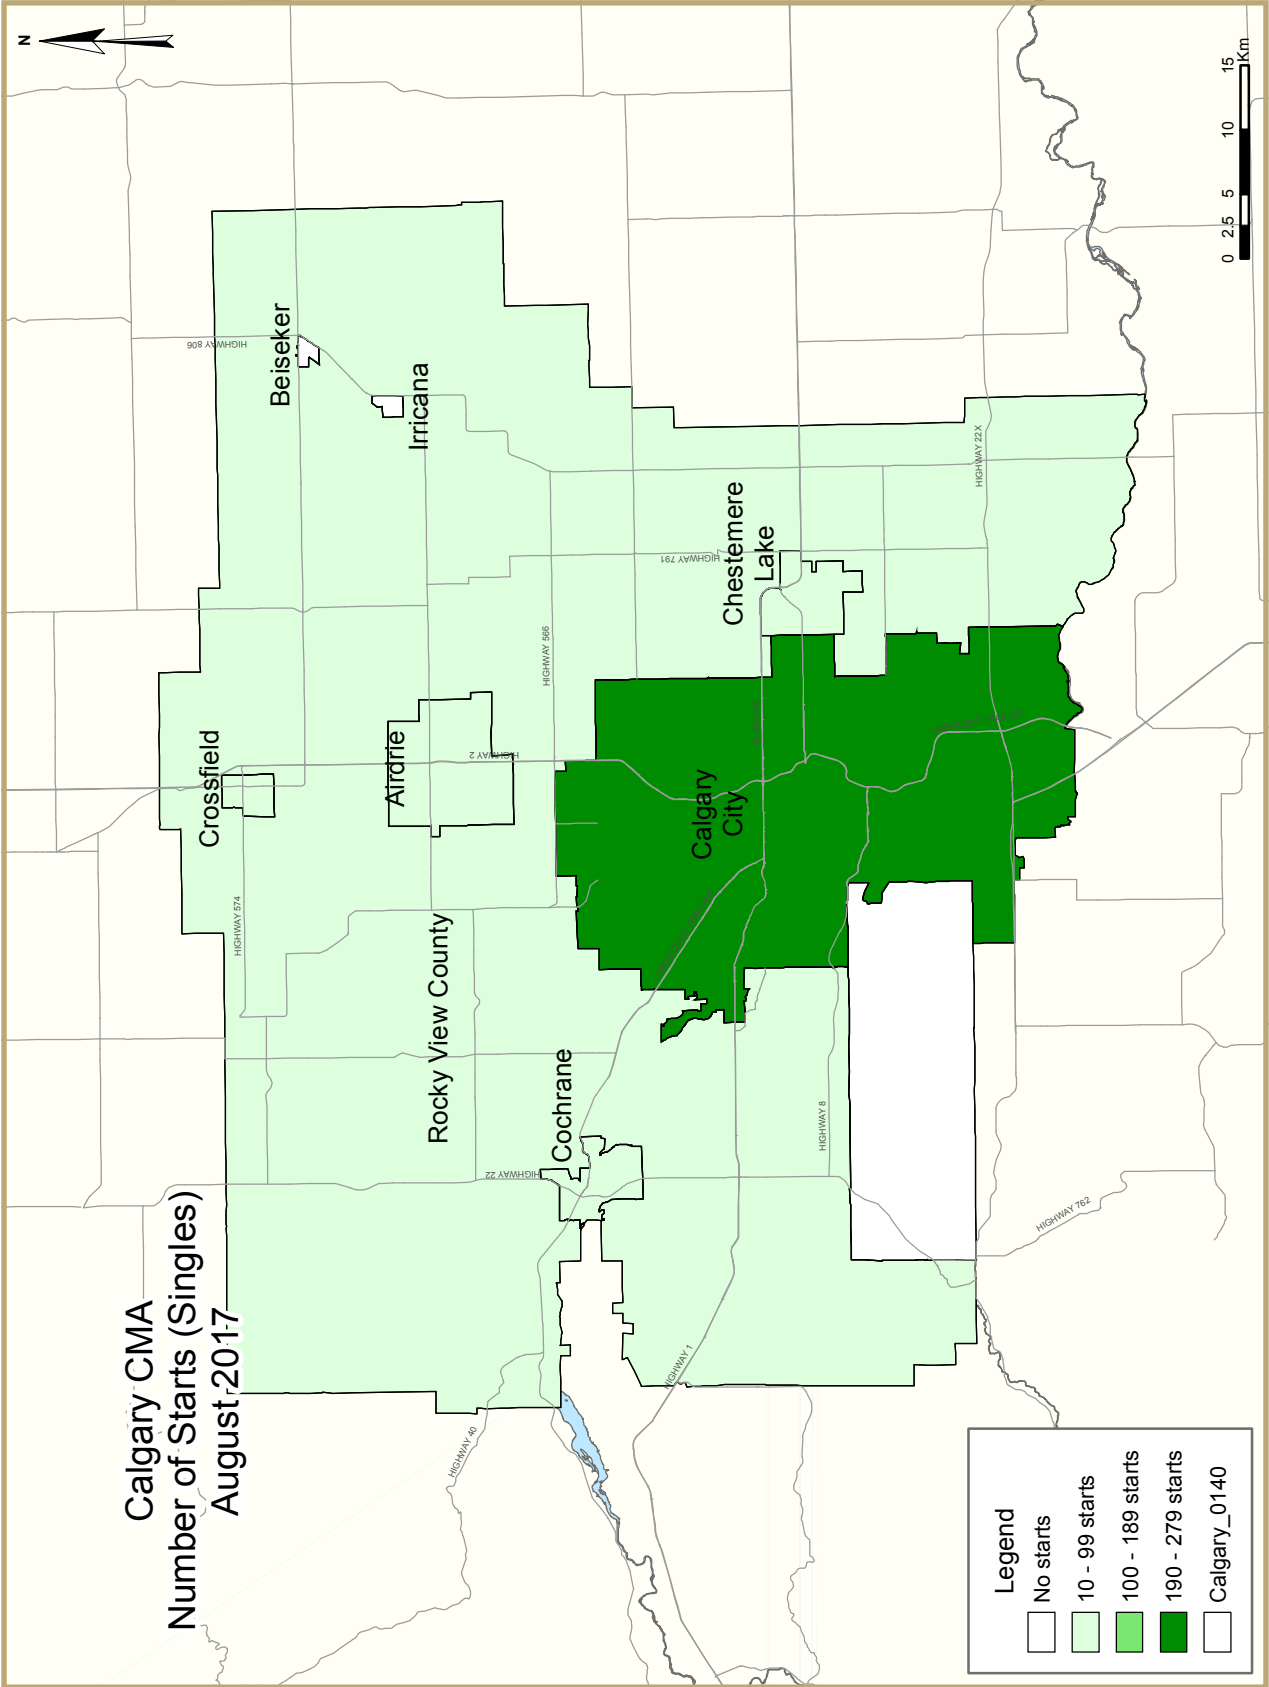 Calgary CMA
Number of Starts (Singles)
August 2017
N
Crossfield
Beiseker
Irricana
Airdrie
Rocky View County
Cochrane
Chestemere
Lake
Calgary
City
HIGHWAY 806
HIGHWAY 574
HIGHWAY 2
HIGHWAY 566
HIGHWAY 791
HIGHWAY 22
HIGHWAY 40
HIGHWAY 1
HIGHWAY 8
HIGHWAY 22X
HIGHWAY 762
Legend
No starts
10 - 99 starts
100 - 189 starts
190 - 279 starts
Calgary_0140
0 2.5 5 10 15
Km